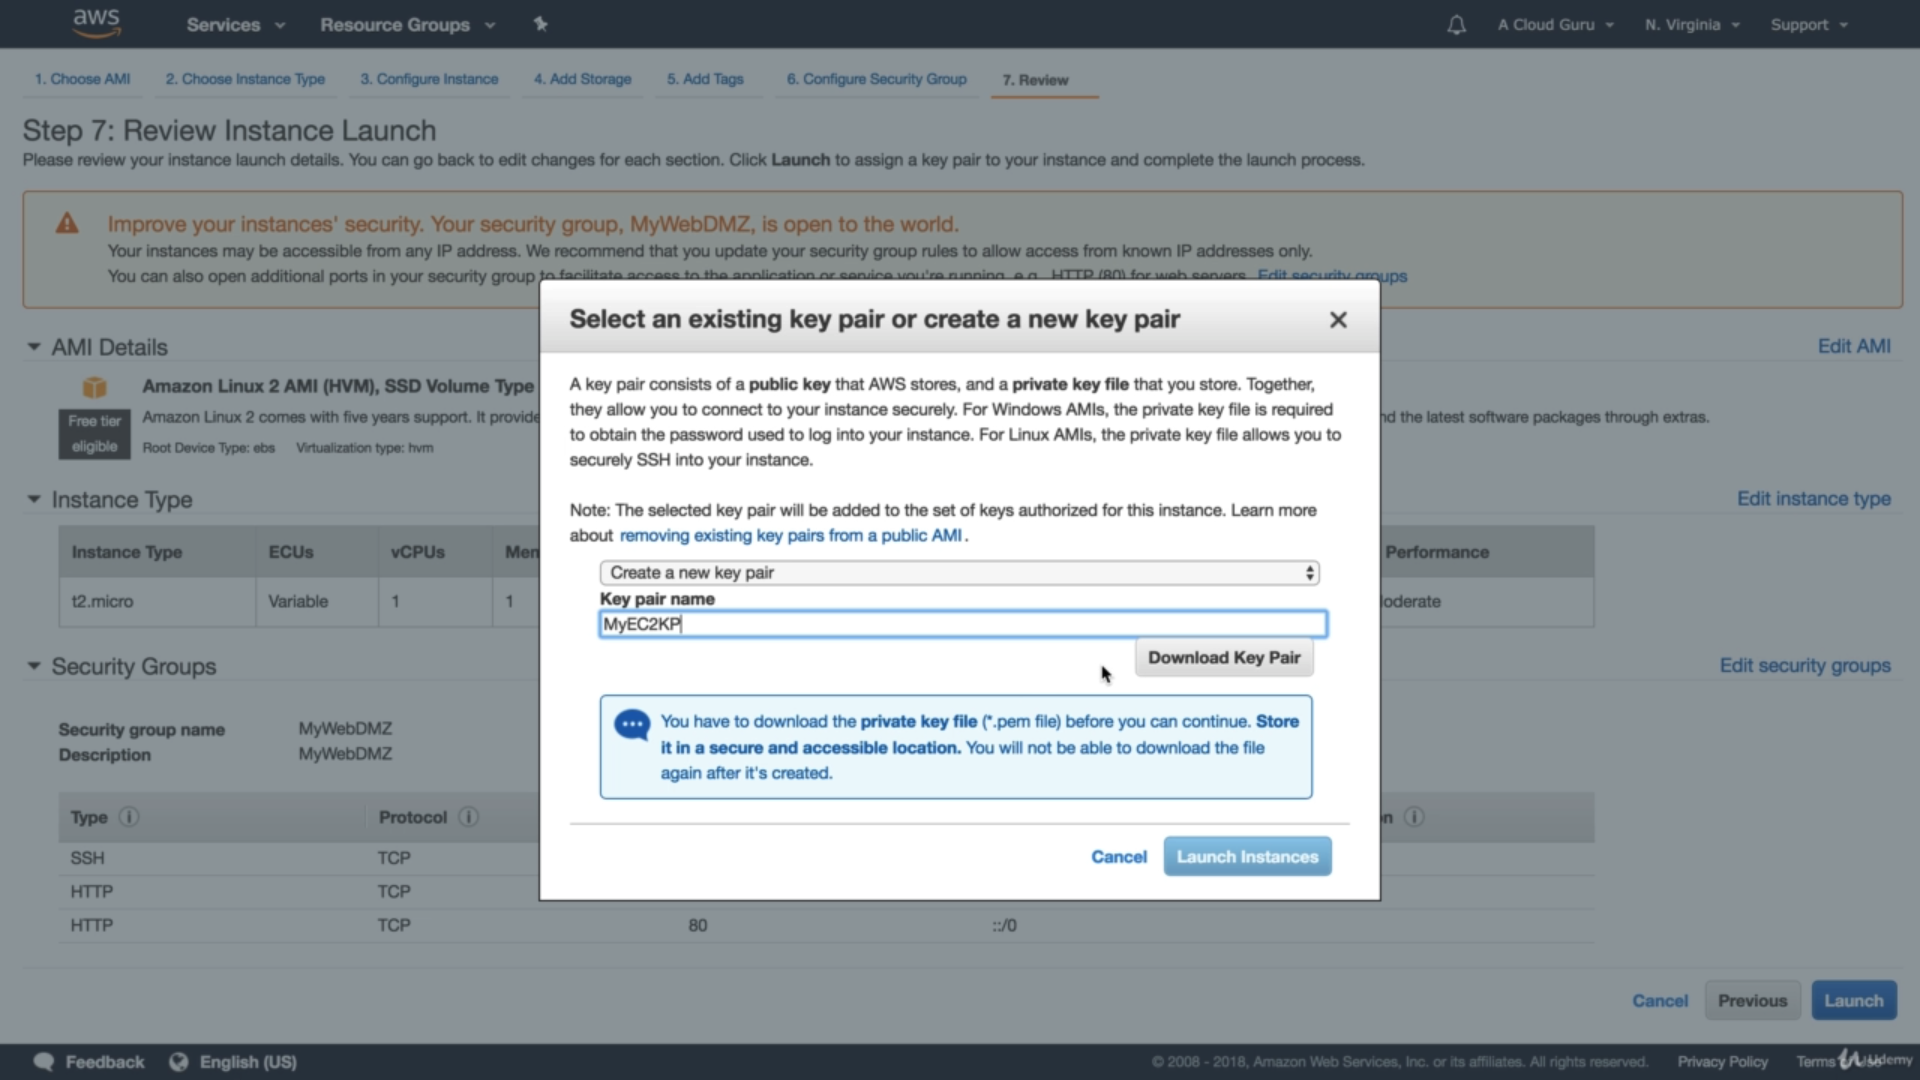 aws
Services
Resource Groups
A Cloud Guru
N. Virginia
Support
1. Choose AMI
2. Choose Instance Type
3. Configure Instance
4. Add Storage
5. Add Tags
6. Configure Security Group
7. Review
Step 7: Review Instance Launch
Please review your instance launch details. You can go back to edit changes for each section. Click Launch to assign a key pair to your instance and complete the launch process.
Improve your instances' security. Your security group, MyWebDMZ, is open to the world.
Your instances may be accessible from any IP address. We recommend that you update your security group rules to allow access from known IP addresses only.
You can also open additional ports in your security group to facilitate access to the application or service you're running, e.g., HTTP (80) for web servers. Edit security groups
Select an existing key pair or create a new key pair
A key pair consists of a public key that AWS stores, and a private key file that you store. Together,
they allow you to connect to your instance securely. For Windows AMIs, the private key file is required
to obtain the password used to log into your instance. For Linux AMIs, the private key file allows you to
securely SSH into your instance.
Note: The selected key pair will be added to the set of keys authorized for this instance. Learn more
about removing existing key pairs from a public AMI.
Create a new key pair
Key pair name
MyEC2KP
Download Key Pair
You have to download the private key file (*.pem file) before you can continue. Store
it in a secure and accessible location. You will not be able to download the file
again after it's created.
Cancel
Launch Instances
AMI Details
Edit AMI
Amazon Linux 2 AMI (HVM), SSD Volume Type
Free tier
eligible
Amazon Linux 2 comes with five years support. It provide
nd the latest software packages through extras.
Root Device Type: ebs Virtualization type: hvm
Instance Type
Edit instance type
Instance Type ECUs vCPUs Mem Performance
t2.micro Variable 1 1 oderate
Security Groups
Edit security groups
Security group name MyWebDMZ
Description MyWebDMZ
Type Protocol n
SSH TCP
HTTP TCP
HTTP TCP 80 ::/0
Cancel
Previous
Launch
Feedback
English (US)
© 2008 - 2018, Amazon Web Services, Inc. or its affiliates. All rights reserved.
Privacy Policy
Terms
Udemy